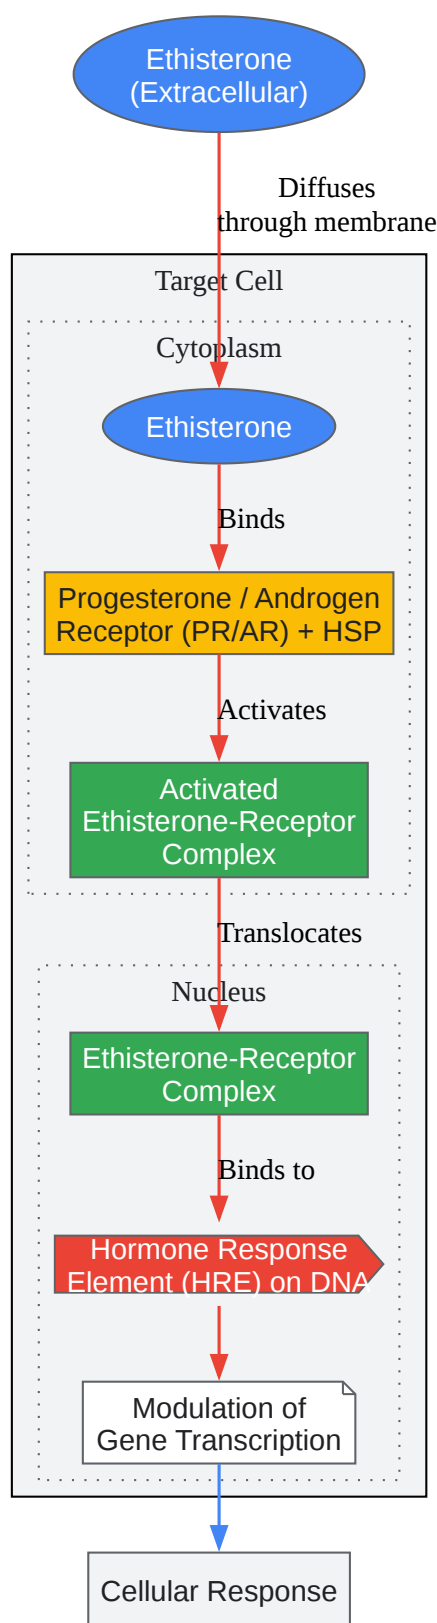 Ethisterone
(Extracellular)
Diffuses
through membrane
Target Cell
Cytoplasm
Ethisterone
Binds
Progesterone / Androgen
Receptor (PR/AR) + HSP
Activates
Activated
Ethisterone-Receptor
Complex
Translocates
Nucleus
Ethisterone-Receptor
Complex
Binds to
Hormone Response
Element (HRE) on DNA
Modulation of
Gene Transcription
Cellular Response